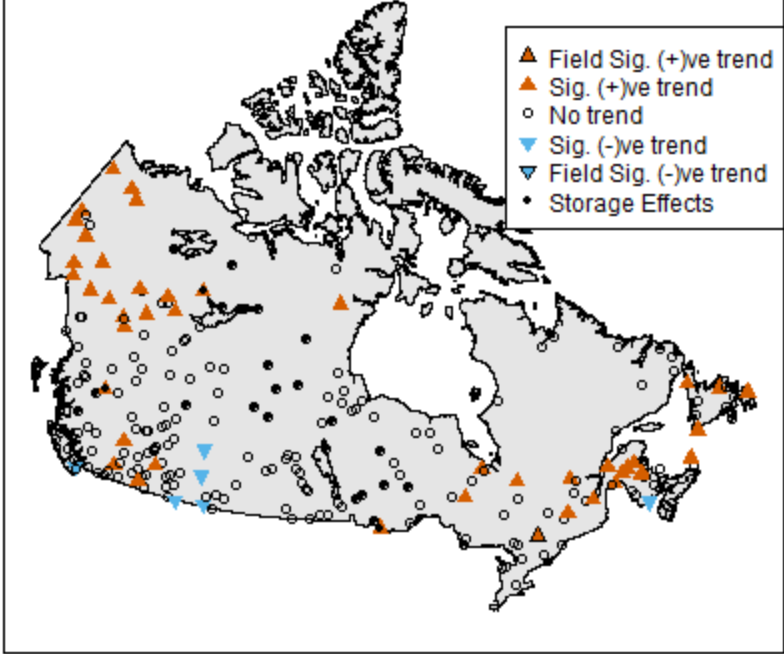 Field Sig. (+)ve trend
Sig. (+)ve trend
No trend
Sig. (-)ve trend
Field Sig. (-)ve trend
Storage Effects